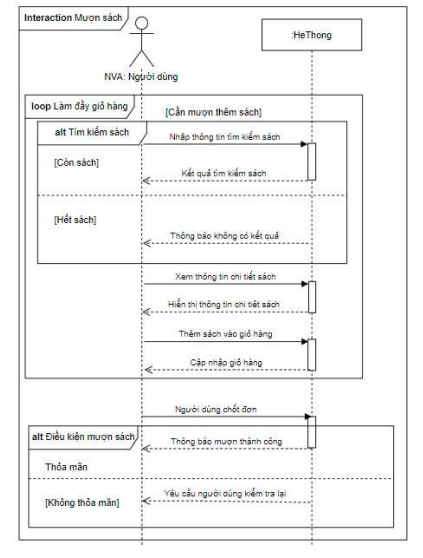 Interaction Mượn sách
:HeThong
NVA: Người dùng
loop Làm đầy giỏ hàng
[Cần mượn thêm sách]
alt Tìm kiếm sách
Nhập thông tin tìm kiếm sách
[Còn sách]
Kết quả tìm kiếm sách
[Hết sách]
Thông báo không có kết quả
Xem thông tin chi tiết sách
Hiển thị thông tin chi tiết sách
Thêm sách vào giỏ hàng
Cập nhập giỏ hàng
Người dùng chốt đơn
alt Điều kiện mượn sách
Thông báo mượn thành công
Thỏa mãn
Yêu cầu người dùng kiểm tra lại
[Không thỏa mãn]